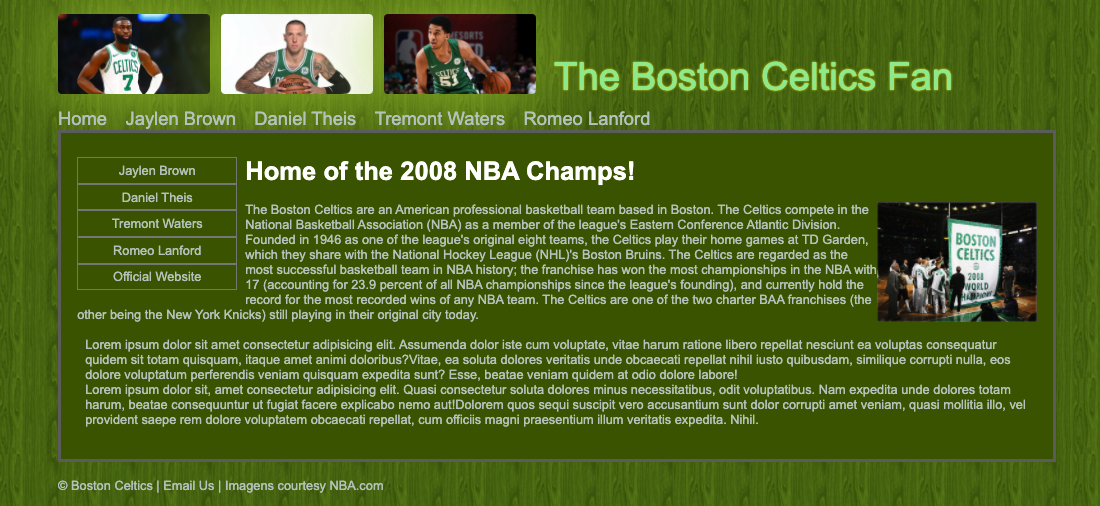 CELTICS
7
CELTICS
51
The Boston Celtics Fan
Home Jaylen Brown Daniel Theis Tremont Waters Romeo Lanford
Jaylen Brown
Daniel Theis
Tremont Waters
Romeo Lanford
Official Website
Home of the 2008 NBA Champs!
The Boston Celtics are an American professional basketball team based in Boston. The Celtics compete in the
National Basketball Association (NBA) as a member of the league's Eastern Conference Atlantic Division.
Founded in 1946 as one of the league's original eight teams, the Celtics play their home games at TD Garden,
which they share with the National Hockey League (NHL)'s Boston Bruins. The Celtics are regarded as the
most successful basketball team in NBA history; the franchise has won the most championships in the NBA with
17 (accounting for 23.9 percent of all NBA championships since the league's founding), and currently hold the
record for the most recorded wins of any NBA team. The Celtics are one of the two charter BAA franchises (the
other being the New York Knicks) still playing in their original city today.
BOSTON
CELTICS
2008
WORLD
CHAMPIONS
Lorem ipsum dolor sit amet consectetur adipisicing elit. Assumenda dolor iste cum voluptate, vitae harum ratione libero repellat nesciunt ea voluptas consequatur
quidem sit totam quisquam, itaque amet animi doloribus?Vitae, ea soluta dolores veritatis unde obcaecati repellat nihil iusto quibusdam, similique corrupti nulla, eos
dolore voluptatum perferendis veniam quisquam expedita sunt? Esse, beatae veniam quidem at odio dolore labore!
Lorem ipsum dolor sit, amet consectetur adipisicing elit. Quasi consectetur soluta dolores minus necessitatibus, odit voluptatibus. Nam expedita unde dolores totam
harum, beatae consequuntur ut fugiat facere explicabo nemo aut!Dolorem quos sequi suscipit vero accusantium sunt dolor corrupti amet veniam, quasi mollitia illo, vel
provident saepe rem dolore voluptatem obcaecati repellat, cum officiis magni praesentium illum veritatis expedita. Nihil.
© Boston Celtics | Email Us | Imagens courtesy NBA.com